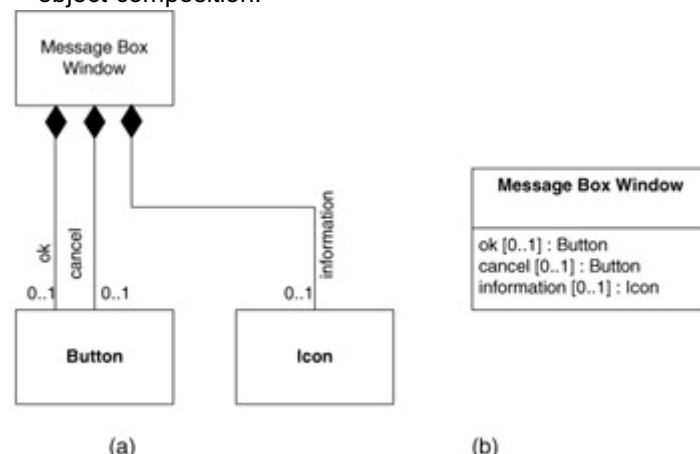 object composition.
Message Box
Window
ok
cancel
information
0..1
0..1
0..1
Button
Icon
Message Box Window
ok [0..1] : Button
cancel [0..1] : Button
information [0..1] : Icon
(a)
(b)